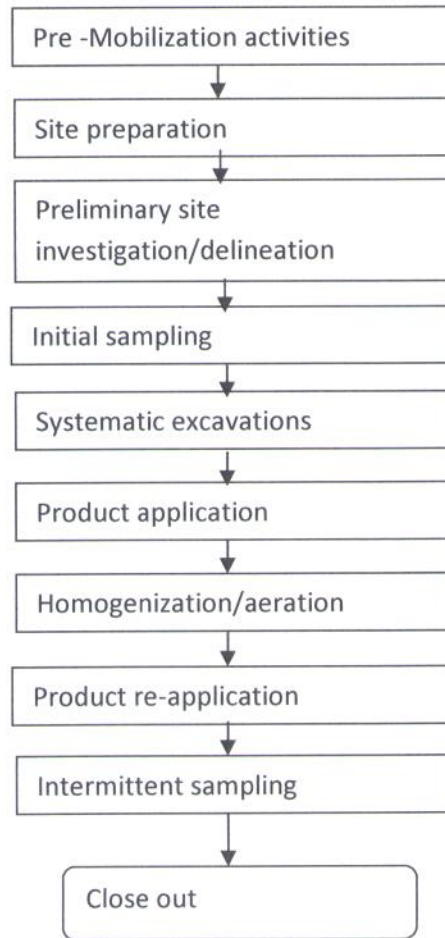 Pre -Mobilization activities
Site preparation
Preliminary site
investigation/delineation
Initial sampling
Systematic excavations
Product application
Homogenization/aeration
Product re-application
Intermittent sampling
Close out